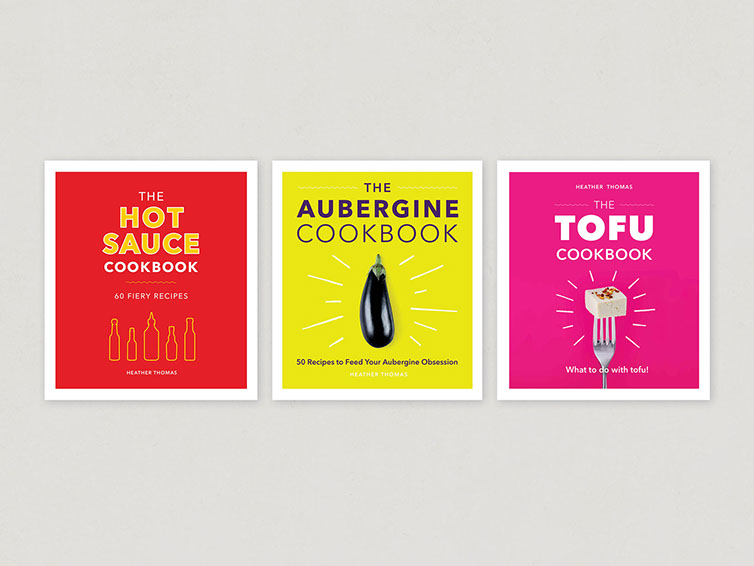 THE
HOT
SAUCE
COOKBOOK
60 FIERY RECIPES
HEATHER THOMAS
THE
AUBERGINE
COOKBOOK
50 Recipes to Feed Your Aubergine Obsession
HEATHER THOMAS
HEATHER THOMAS
THE
TOFU
COOKBOOK
What to do with tofu!